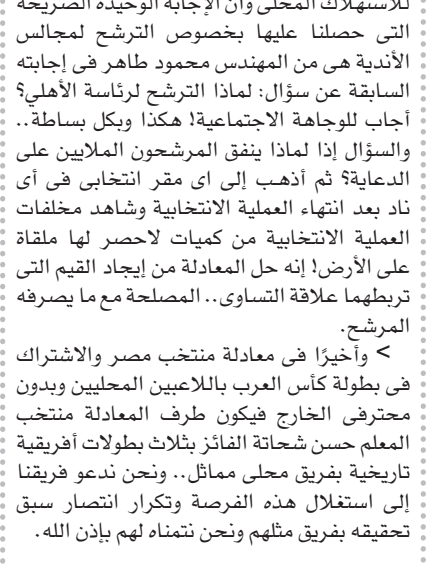 للاستهلاك المحلى وأن الإجابة الوحيدة الصريحة
التى حصلنا عليها بخصوص الترشح لمجالس
الأندية هى من المهندس محمود طاهر فى إجابته
السابقة عن سؤال: لماذا الترشح لرئاسة الأهلي؟
أجاب للوجاهة الاجتماعية! هكذا وبكل بساطة..
والسؤال إذا لماذا ينفق المرشحون الملايين على
الدعاية؟ ثم أذهب إلى اى مقر انتخابى فى أى
ناد بعد انتهاء العملية الانتخابية وشاهد مخلفات
العملية الانتخابية من كميات لاحصر لها ملقاة
على الأرض! إنه حل المعادلة من إيجاد القيم التى
تربطهما علاقة التساوى.. المصلحة مع ما يصرفه
المرشح.
> وأخيرًا فى معادلة منتخب مصر والاشتراك
فى بطولة كأس العرب باللاعبين المحليين وبدون
محترفى الخارج فيكون طرف المعادلة منتخب
المعلم حسن شحاتة الفائز بثلاث بطولات أفريقية
تاريخية بفريق محلى مماثل.. ونحن ندعو فريقنا
إلى استغلال هذه الفرصة وتكرار انتصار سبق
تحقيقه بفريق مثلهم ونحن نتمناه لهم بإذن الله.